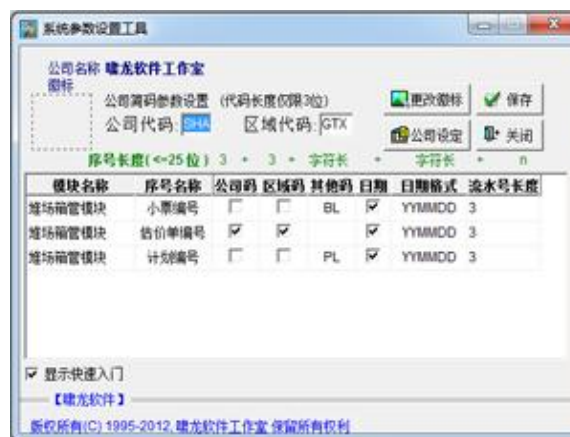 系统参数设置工具
公司名称 啸龙软件工作室
图标
公司简码参数设置 (代码长度仅限3位)
更改图标 保存
公司代码: SHA 区域代码: GTX
公司设定 关闭
序号长度(<=25位) 3 + 3 + 字符长 + 字符长 + n
模块名称 序号名称 公司码 区域码 其他码 日期 日期格式 流水号长度
堆场箱管模块 小票编号 BL YYMMDD 3
堆场箱管模块 估价单编号 YYMMDD 3
堆场箱管模块 计划编号 PL YYMMDD 3
显示快速入门
【啸龙软件】
版权所有(C) 1995-2012, 啸龙软件工作室 保留所有权利